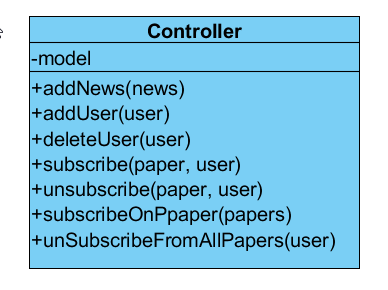 Controller
-model
+addNews(news)
+addUser(user)
+deleteUser(user)
+subscribe(paper, user)
+unsubscribe(paper, user)
+subscribeOnPpaper(papers)
+unSubscribeFromAllPapers(user)